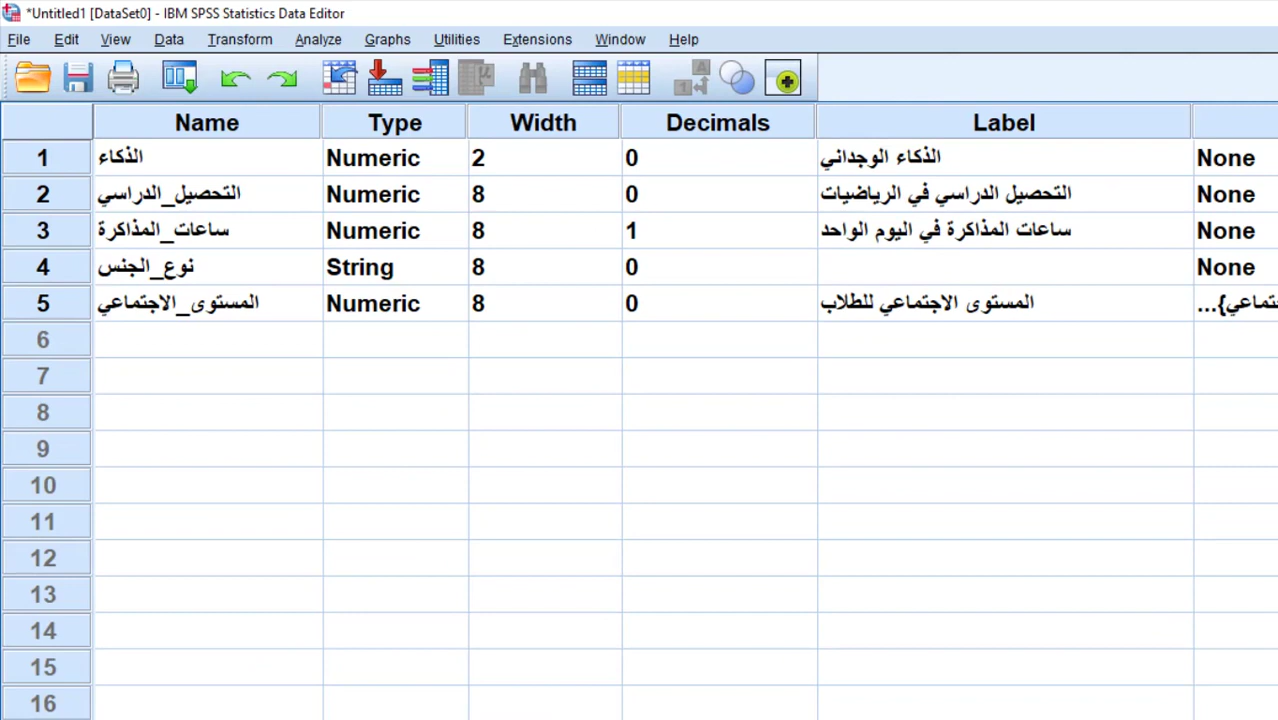 *Untitled1 [DataSet0] - IBM SPSS Statistics Data Editor
File Edit View Data Transform Analyze Graphs Utilities Extensions Window Help
Name Type Width Decimals Label
1 الذكاء Numeric 2 0 الذكاء الوجداني None
2 التحصيل_الدراسي Numeric 8 0 التحصيل الدراسي في الرياضيات None
3 ساعات_المذاكرة Numeric 8 1 ساعات المذاكرة في اليوم الواحد None
4 نوع_الجنس String 8 0 None
5 المستوى_الاجتماعي Numeric 8 0 المستوى الاجتماعي للطلاب
6
7
8
9
10
11
12
13
14
15
16